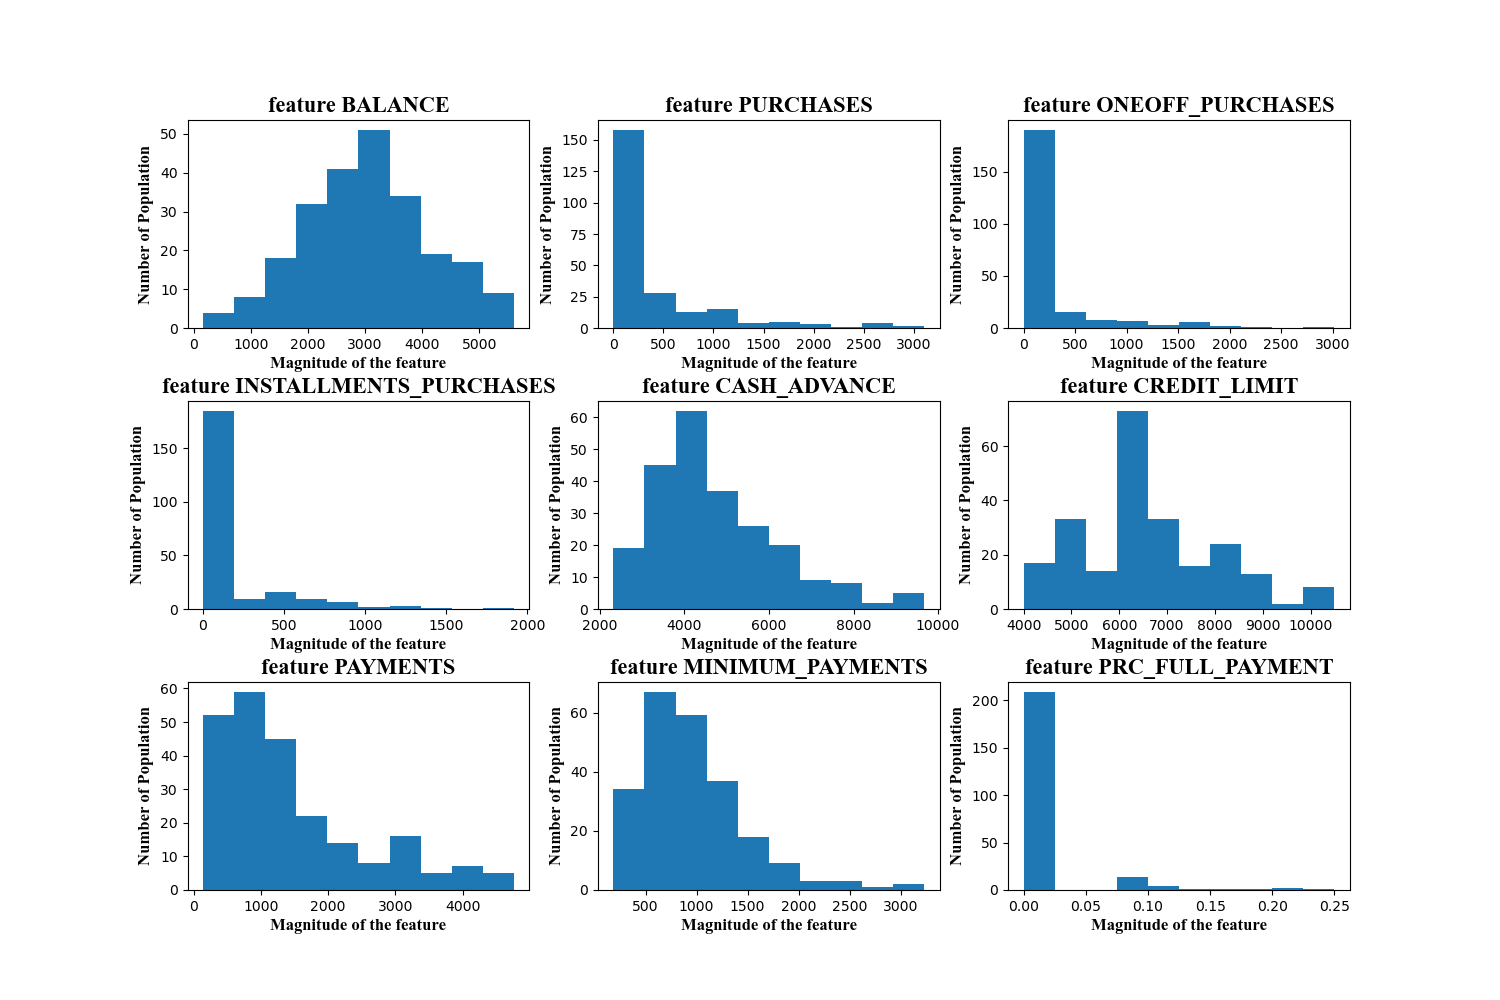 feature BALANCE
Number of Population
50
40
30
20
10
0
0 1000 2000 3000 4000 5000
Magnitude of the feature
feature PURCHASES
Number of Population
150
125
100
75
50
25
0
0 500 1000 1500 2000 2500 3000
Magnitude of the feature
feature ONEOFF_PURCHASES
Number of Population
150
100
50
0
0 500 1000 1500 2000 2500 3000
Magnitude of the feature
feature INSTALLMENTS_PURCHASES
Number of Population
150
100
50
0
0 500 1000 1500 2000
Magnitude of the feature
feature CASH_ADVANCE
Number of Population
60
50
40
30
20
10
0
2000 4000 6000 8000 10000
Magnitude of the feature
feature CREDIT_LIMIT
Number of Population
60
40
20
0
4000 5000 6000 7000 8000 9000 10000
Magnitude of the feature
feature PAYMENTS
Number of Population
60
50
40
30
20
10
0
0 1000 2000 3000 4000
Magnitude of the feature
feature MINIMUM_PAYMENTS
Number of Population
60
40
20
0
500 1000 1500 2000 2500 3000
Magnitude of the feature
feature PRC_FULL_PAYMENT
Number of Population
200
150
100
50
0
0.00 0.05 0.10 0.15 0.20 0.25
Magnitude of the feature